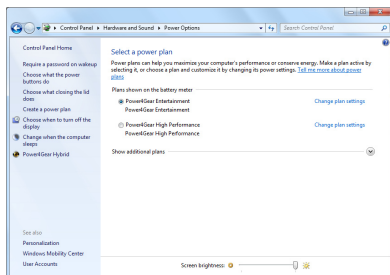 Control Panel ▸ Hardware and Sound ▸ Power Options
Search Control Panel
Control Panel Home
Require a password on wakeup
Choose what the power
buttons do
Choose what closing the lid
does
Create a power plan
Choose when to turn off the
display
Change when the computer
sleeps
Power4Gear Hybrid
See also
Personalization
Windows Mobility Center
User Accounts
Select a power plan
Power plans can help you maximize your computer's performance or conserve energy. Make a plan active by
selecting it, or choose a plan and customize it by changing its power settings. Tell me more about power
plans
Plans shown on the battery meter
Power4Gear Entertainment Change plan settings
Power4Gear Entertainment
Power4Gear High Performance Change plan settings
Power4Gear High Performance
Show additional plans
Screen brightness: